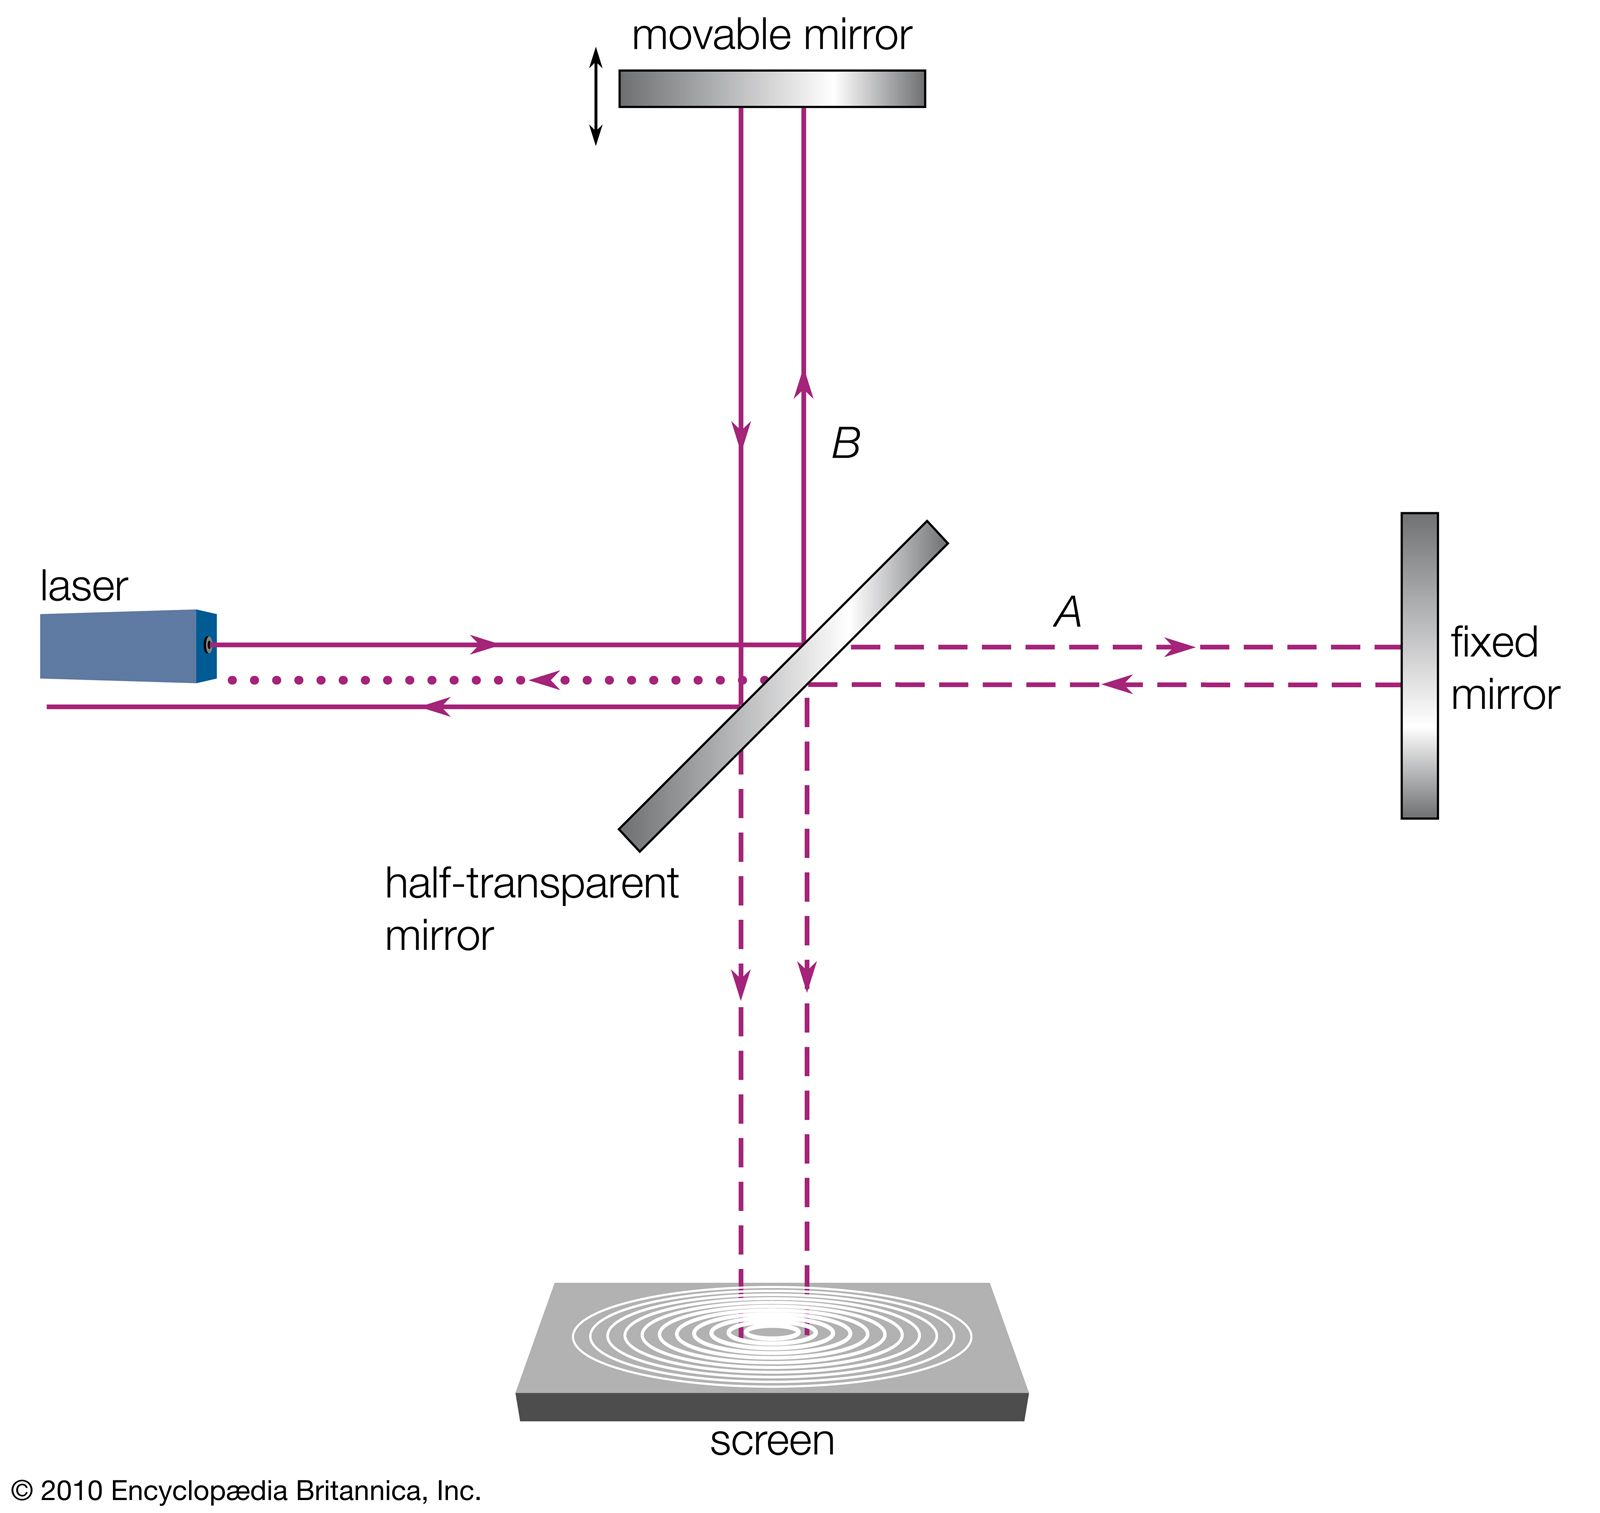 movable mirror
B
laser
A
fixed
mirror
half-transparent
mirror
screen
© 2010 Encyclopædia Britannica, Inc.